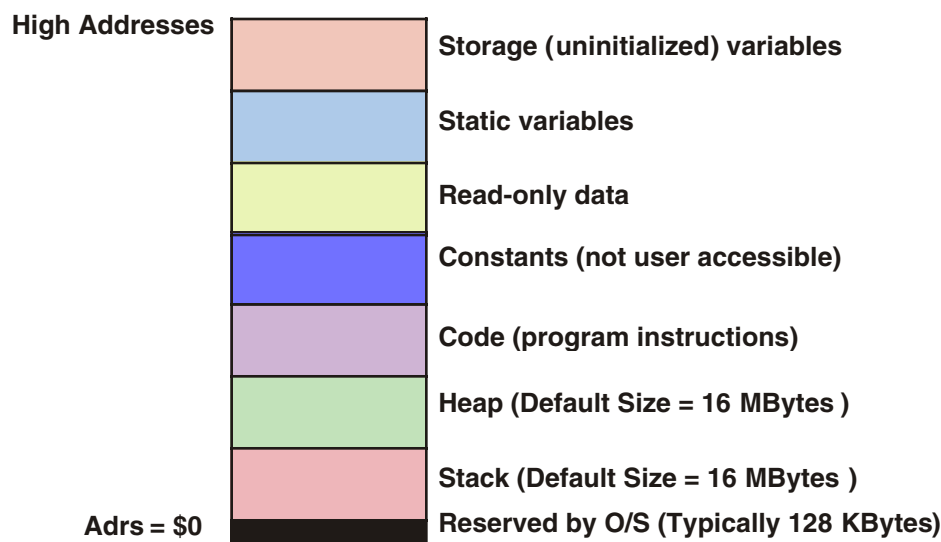 High Addresses
Storage (uninitialized) variables
Static variables
Read-only data
Constants (not user accessible)
Code (program instructions)
Heap (Default Size = 16 MBytes )
Stack (Default Size = 16 MBytes )
Adrs = $0
Reserved by O/S (Typically 128 KBytes)